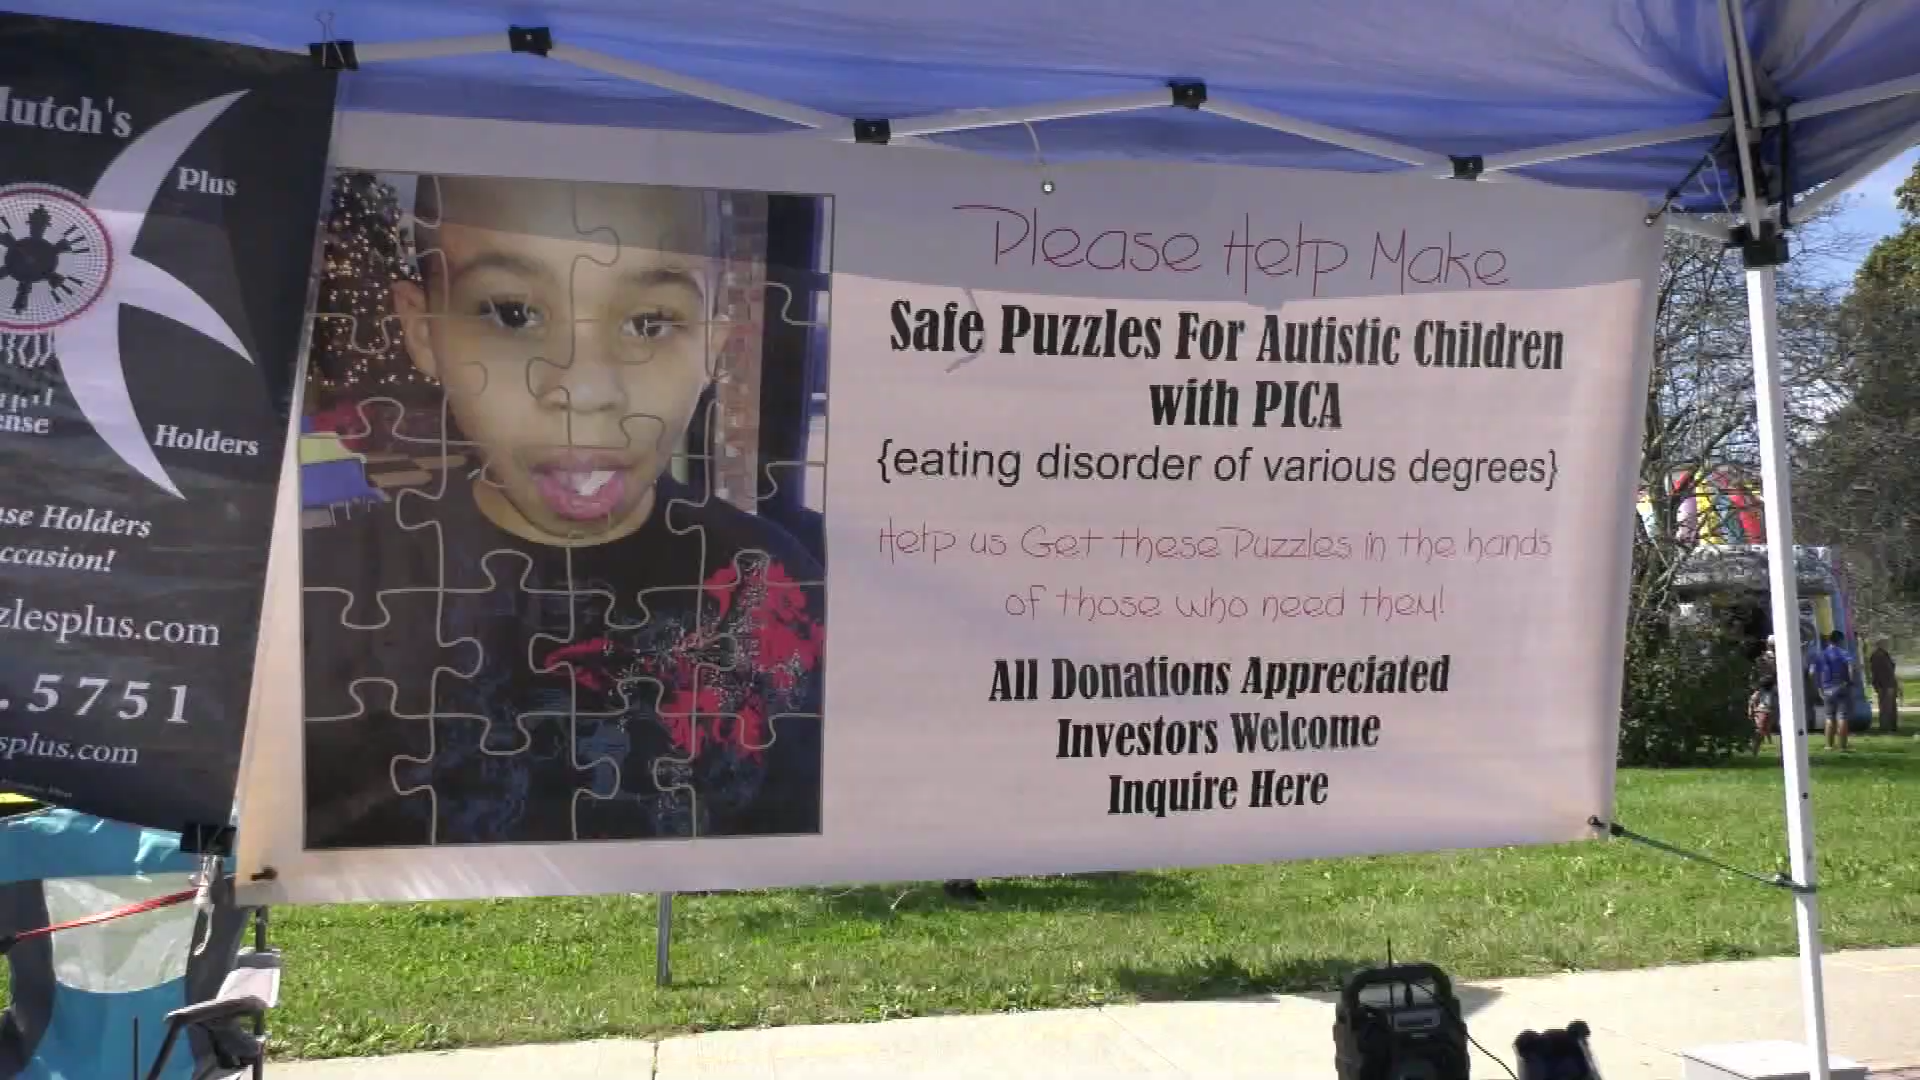 Plus
Holders
zlesplus.com
. 5751
splus.com
Please Help Make
Safe Puzzles For Autistic Children
with PICA
{eating disorder of various degrees}
Help us Get these Puzzles in the hands
of those who need them!
All Donations Appreciated
Investors Welcome
Inquire Here
utch's
ense
se Holders
ccasion!